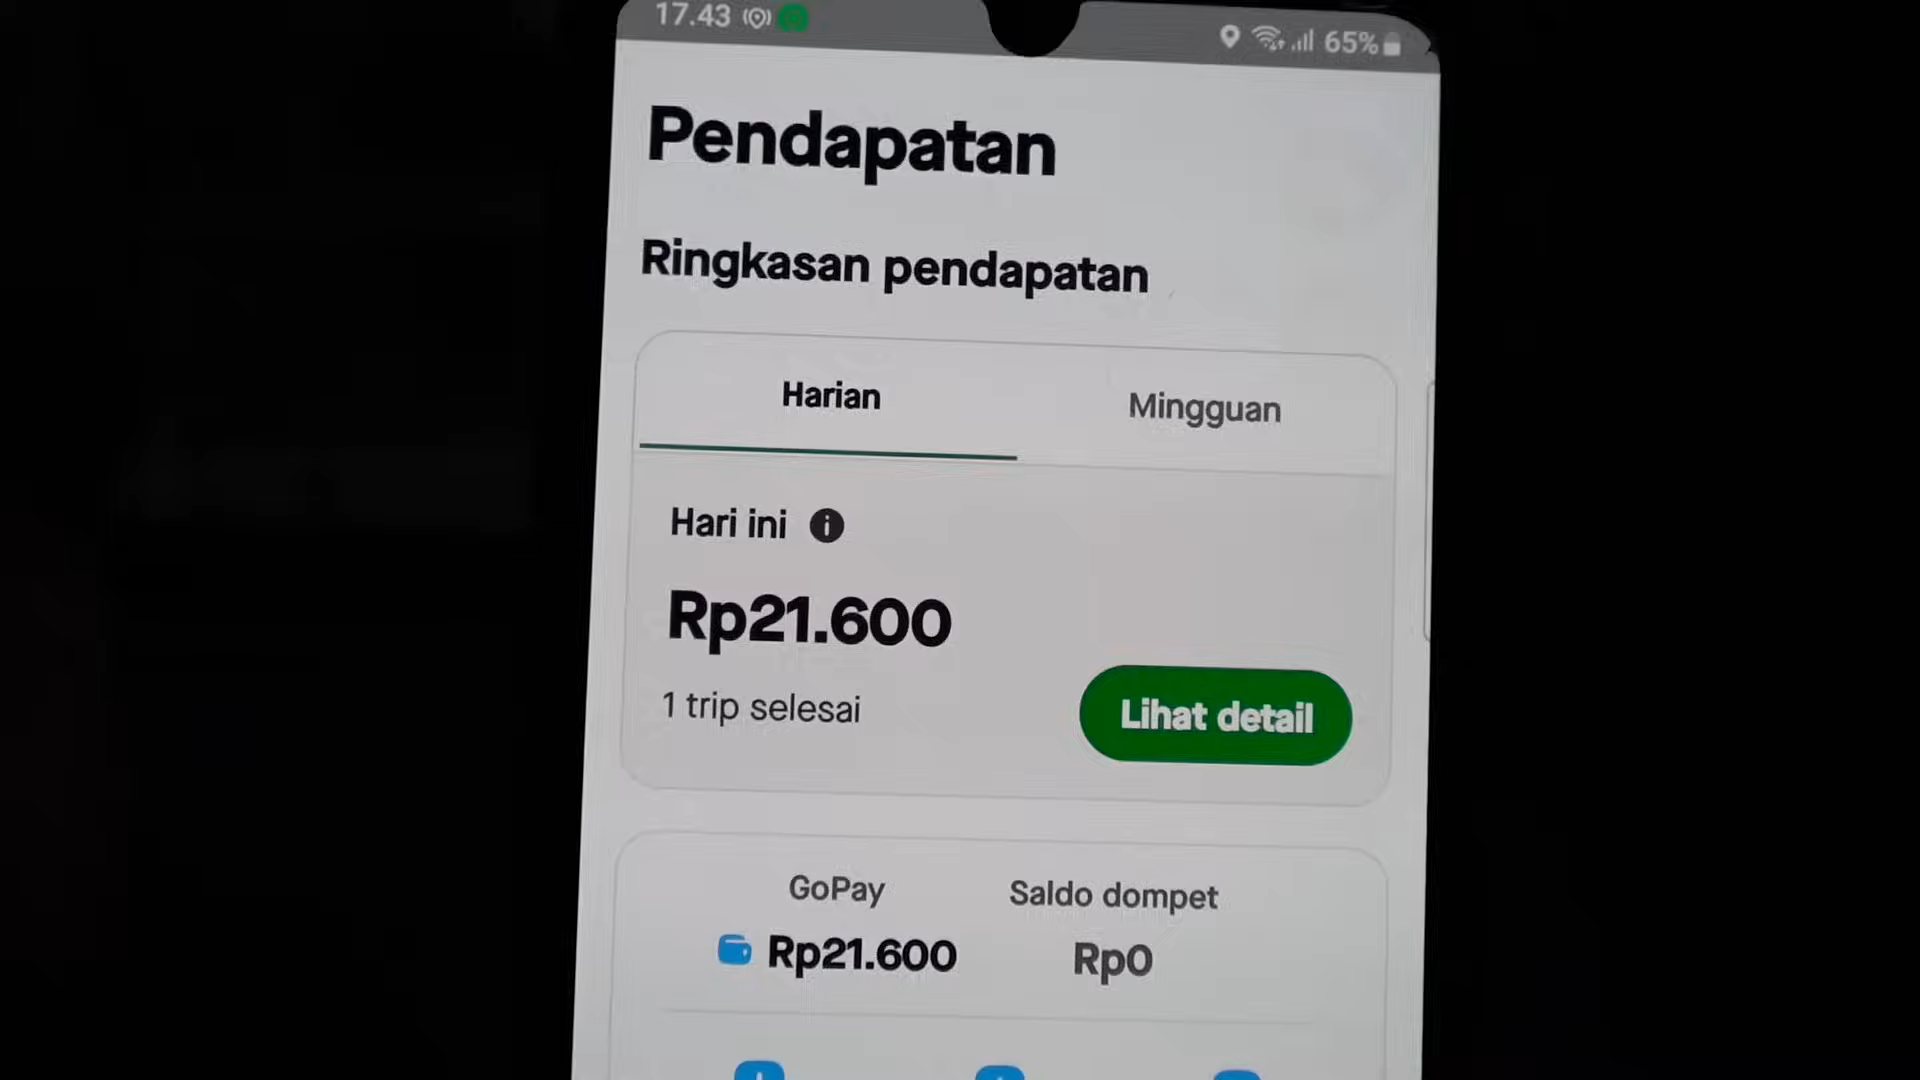 17.43
65%
Pendapatan
Ringkasan pendapatan
Harian Mingguan
Hari ini
Rp21.600
1 trip selesai
Lihat detail
GoPay Saldo dompet
Rp21.600 Rp0